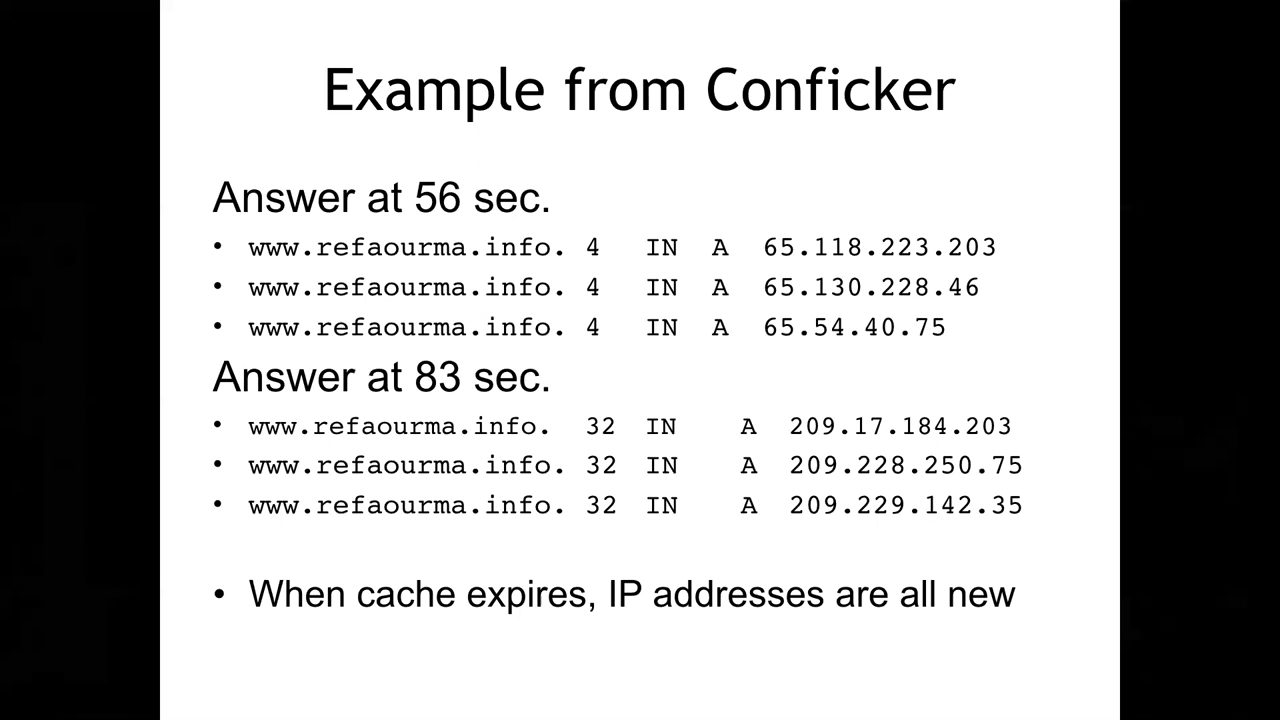 Example from Conficker
Answer at 56 sec.
• www.refaourma.info. 4 IN A 65.118.223.203
• www.refaourma.info. 4 IN A 65.130.228.46
• www.refaourma.info. 4 IN A 65.54.40.75
Answer at 83 sec.
• www.refaourma.info. 32 IN A 209.17.184.203
• www.refaourma.info. 32 IN A 209.228.250.75
• www.refaourma.info. 32 IN A 209.229.142.35
• When cache expires, IP addresses are all new